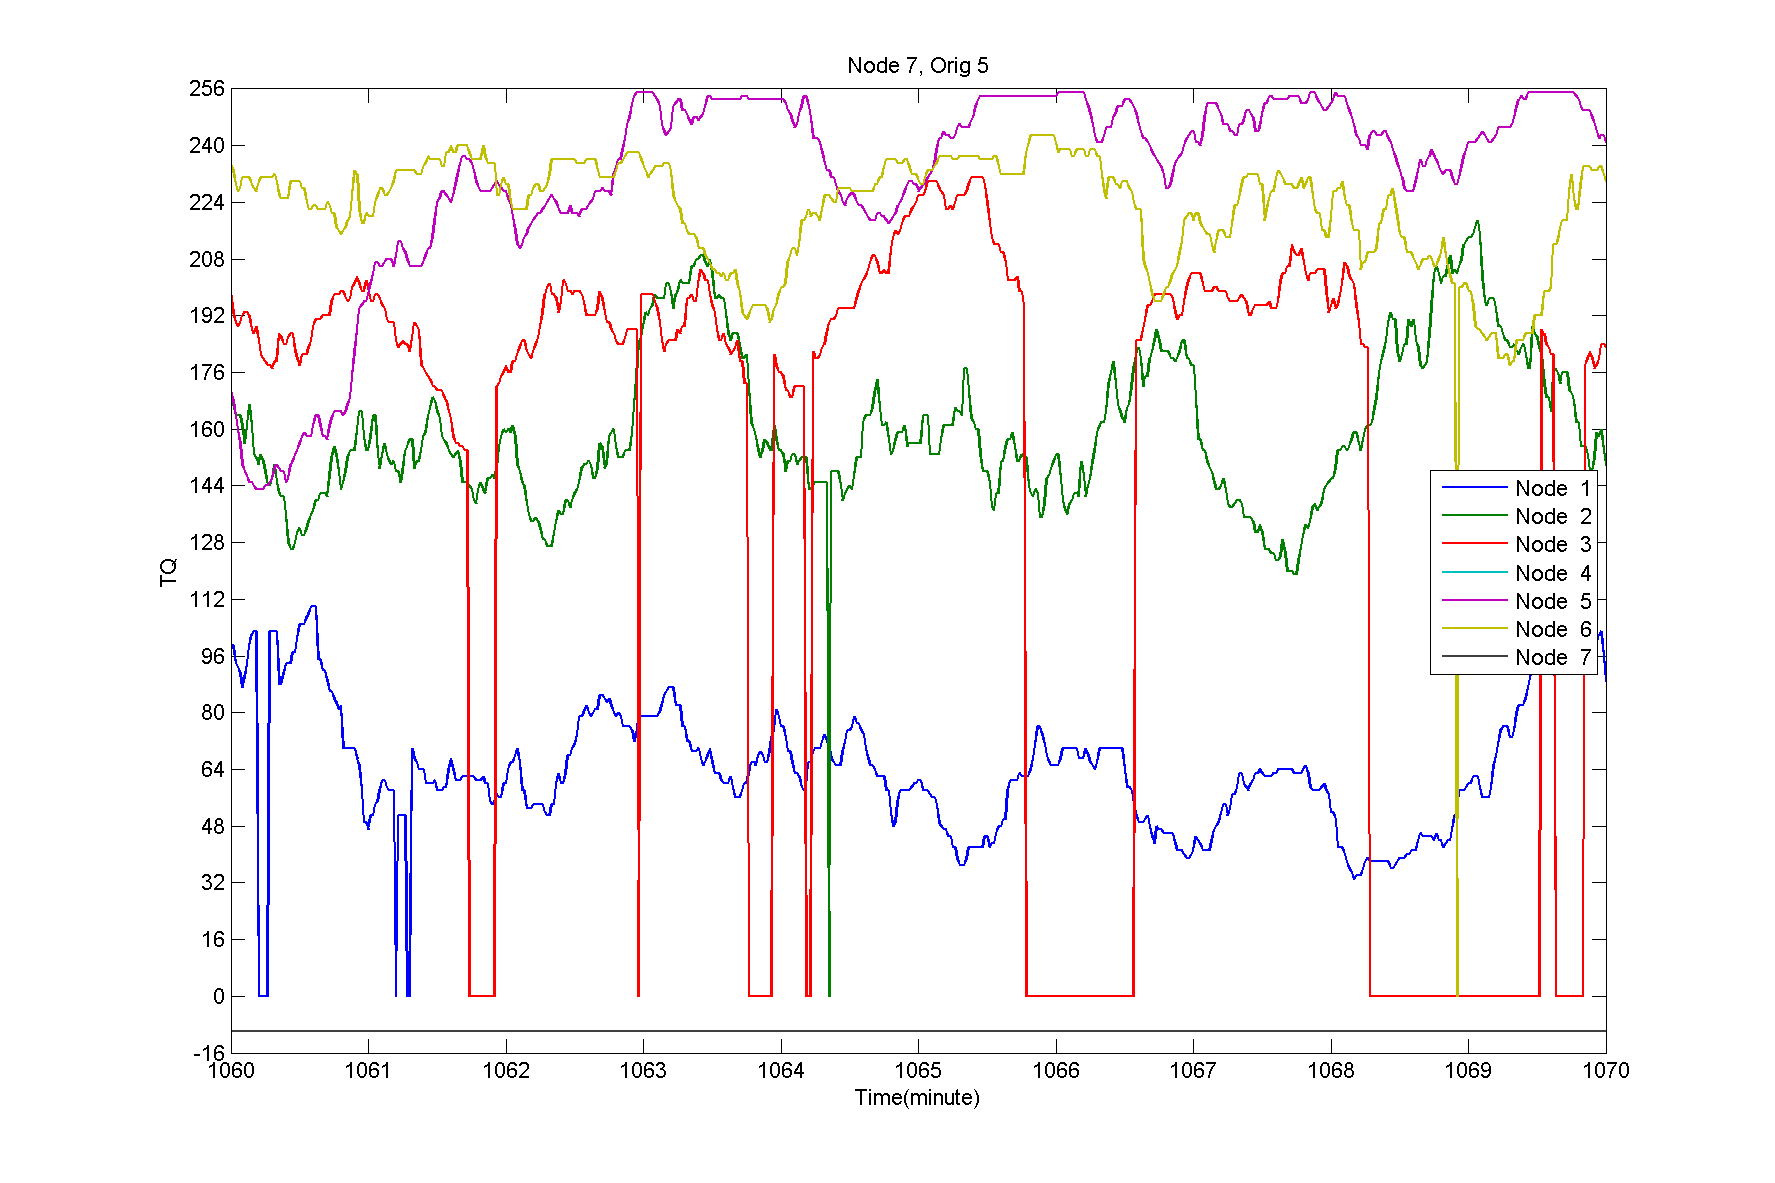 Node 7, Orig 5
256
240
224
208
192
176
160
144
128
112
96
80
64
48
32
16
0
-16
TQ
Node 1
Node 2
Node 3
Node 4
Node 5
Node 6
Node 7
1060 1061 1062 1063 1064 1065 1066 1067 1068 1069 1070
Time(minute)